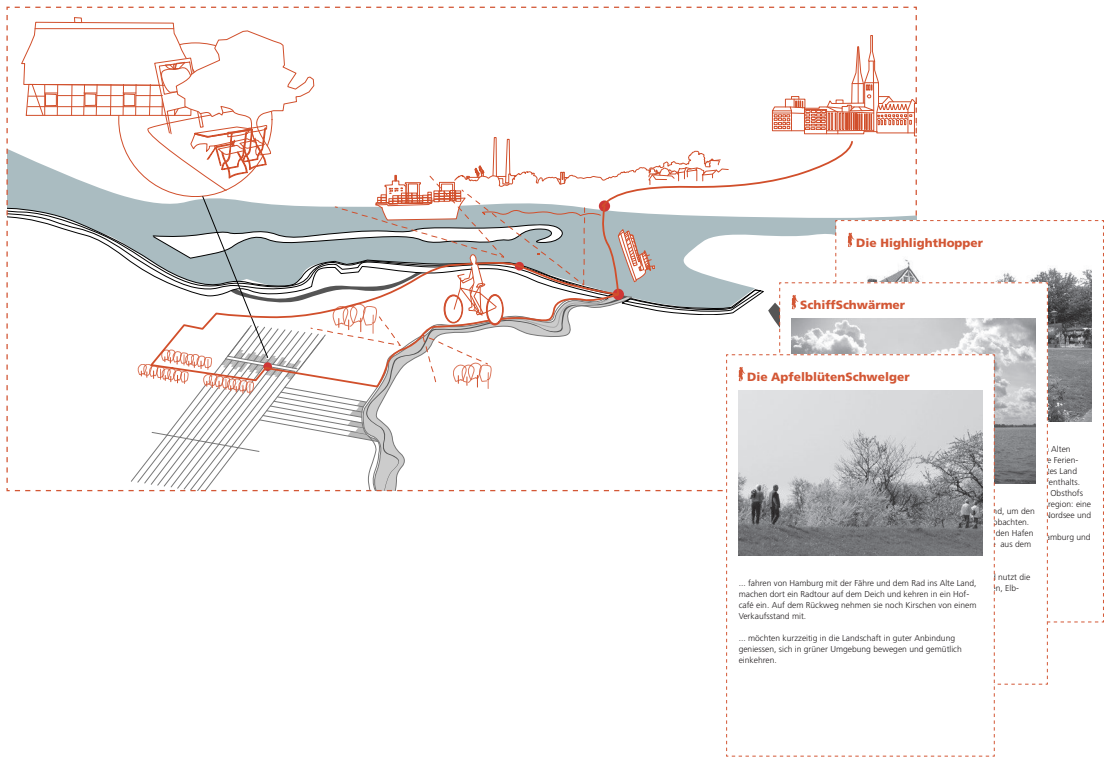 Die HighlightHopper
Alten
Ferien-
es Land
enthalts.
Obsthofs
region: eine
Nordsee und
amburg und
SchiffSchwärmer
nd, um den
obachten.
den Hafen
aus dem
nutzt die
en, Elb-
Die ApfelblütenSchwelger
... fahren von Hamburg mit der Fähre und dem Rad ins Alte Land,
machen dort ein Radtour auf dem Deich und kehren in ein Hof-
café ein. Auf dem Rückweg nehmen sie noch Kirschen von einem
Verkaufsstand mit.
... möchten kurzzeitig in die Landschaft in guter Anbindung
geniessen, sich in grüner Umgebung bewegen und gemütlich
einkehren.